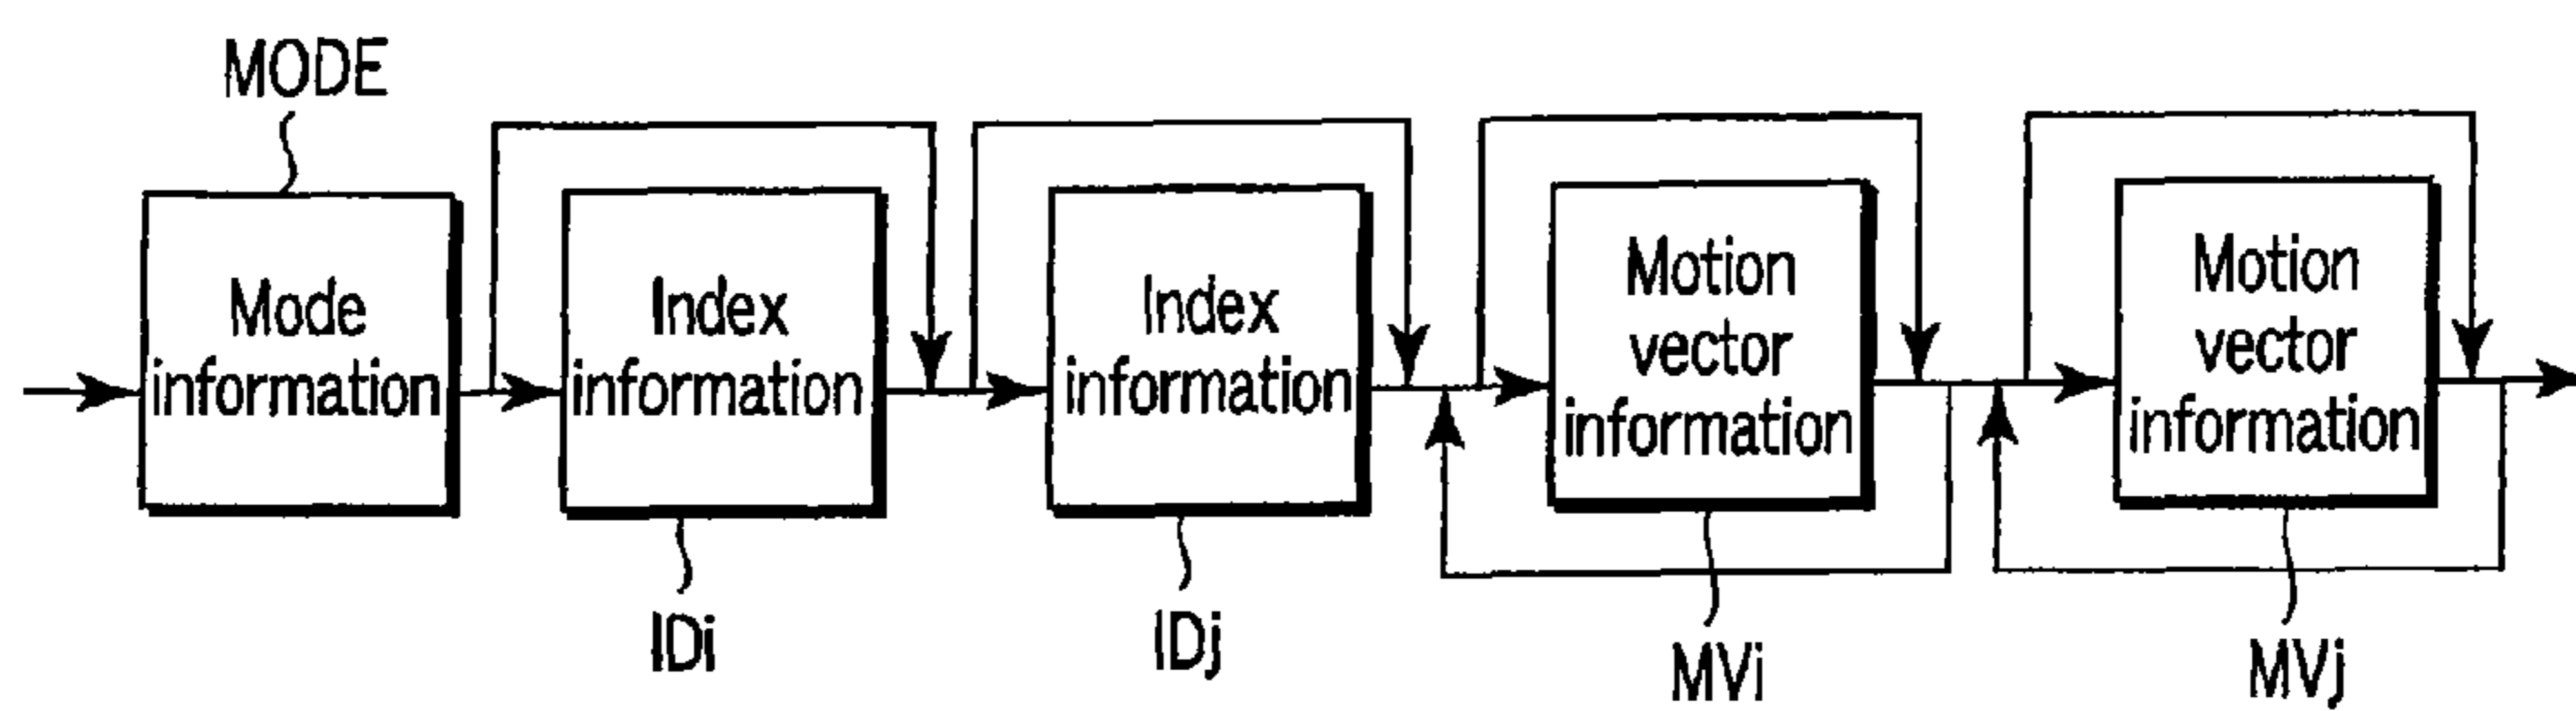 MODE
Mode
information
Index
information
Index
information
Motion
vector
information
Motion
vector
information
IDi
IDj
MVi
MVj